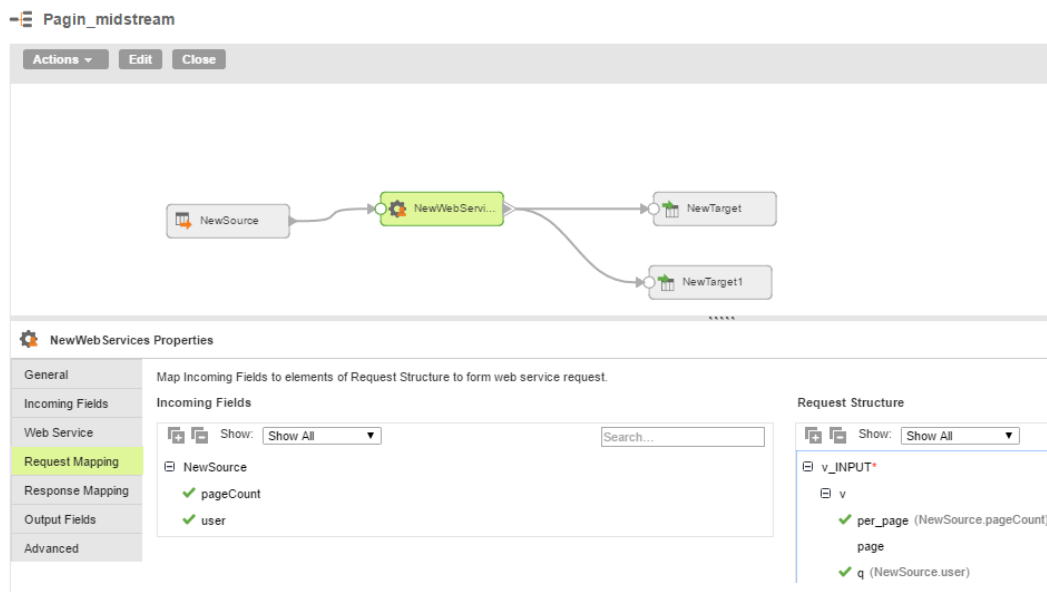 Pagin_midstream
Actions Edit Close
NewSource
NewWebServi...
NewTarget
NewTarget1
NewWebServices Properties
General
Incoming Fields
Web Service
Request Mapping
Response Mapping
Output Fields
Advanced
Map Incoming Fields to elements of Request Structure to form web service request.
Incoming Fields
Show: Show All Search...
NewSource
pageCount
user
Request Structure
Show: Show All
v_INPUT*
v
per_page (NewSource.pageCount)
page
q (NewSource.user)